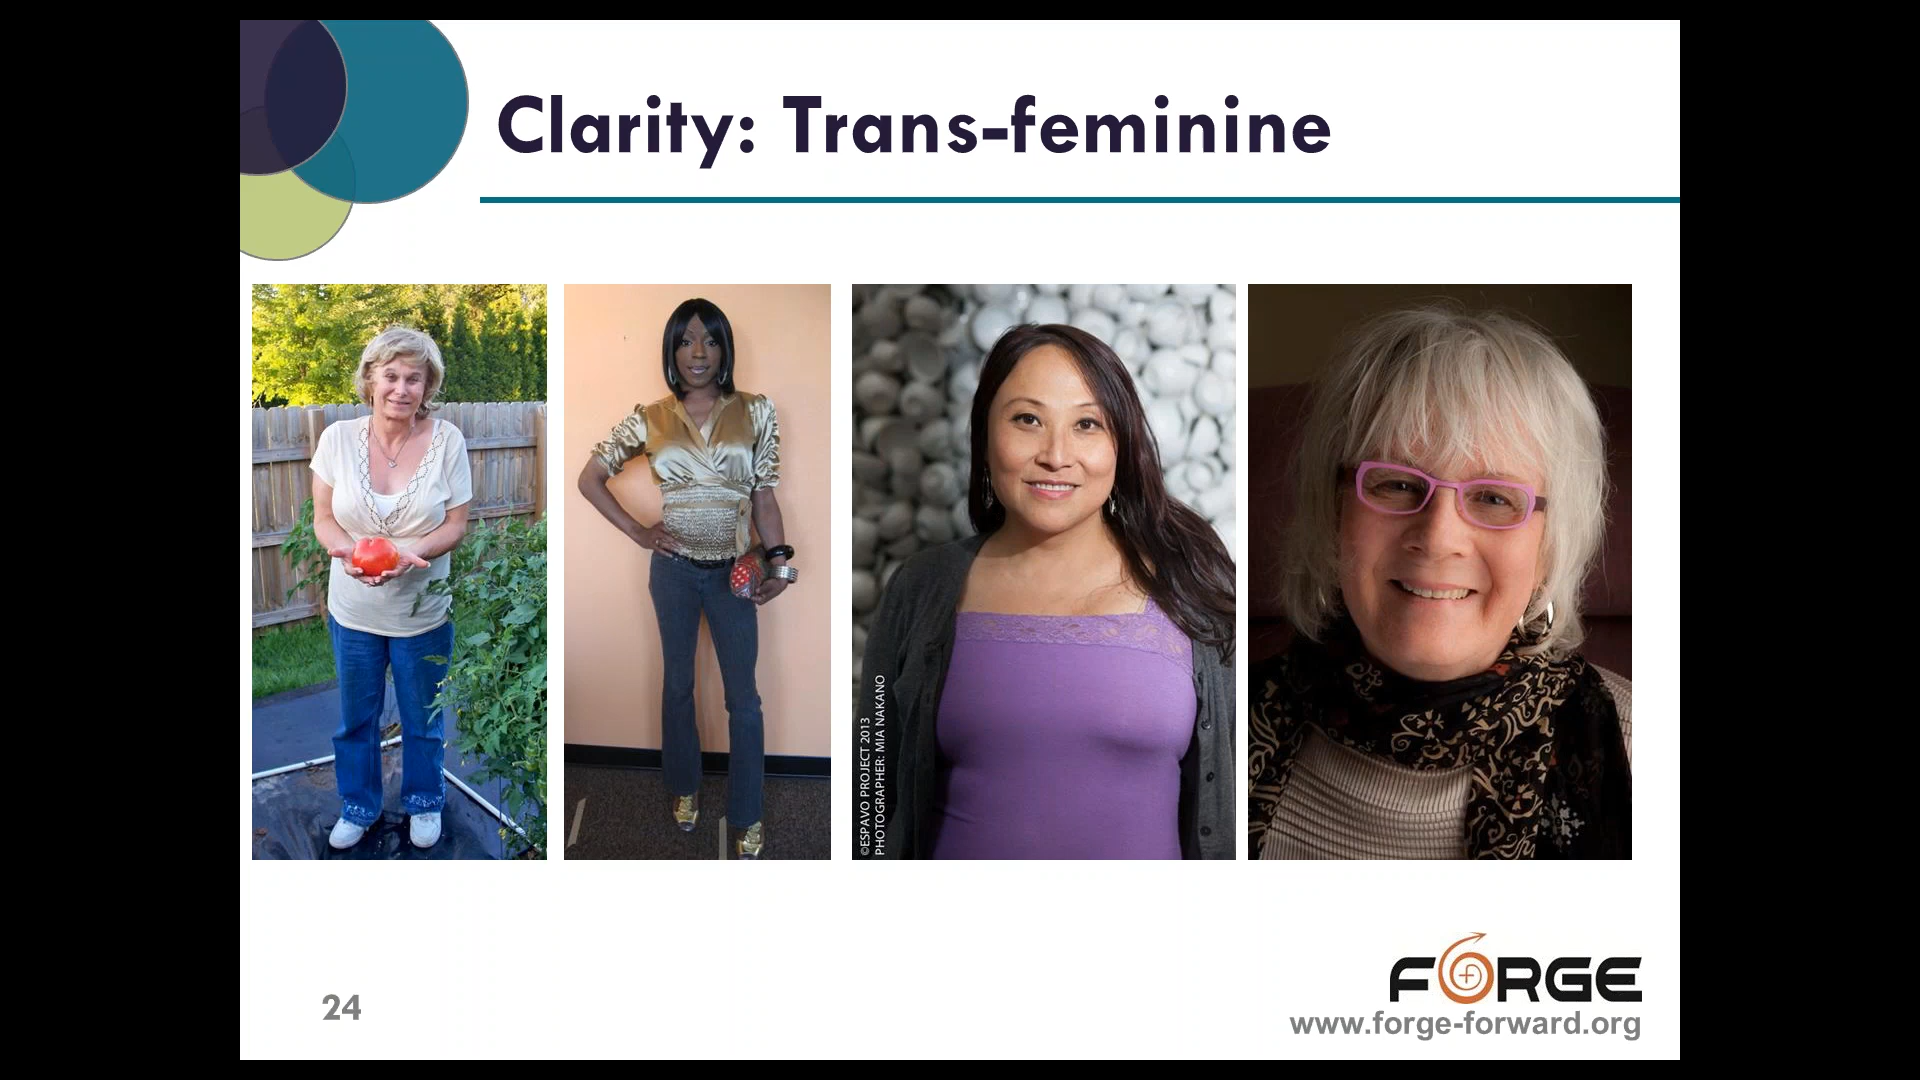 Clarity: Trans-feminine
©ESPAVO PROJECT 2013
PHOTOGRAPHER: MIA NAKANO
24
FORGE
www.forge-forward.org